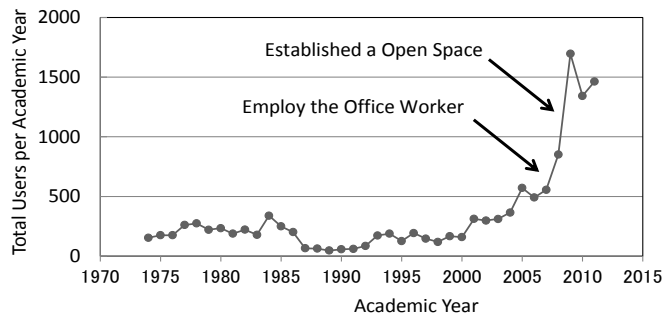 2000
1500
1000
500
0
Total Users per Academic Year
Established a Open Space
Employ the Office Worker
1970 1975 1980 1985 1990 1995 2000 2005 2010 2015
Academic Year